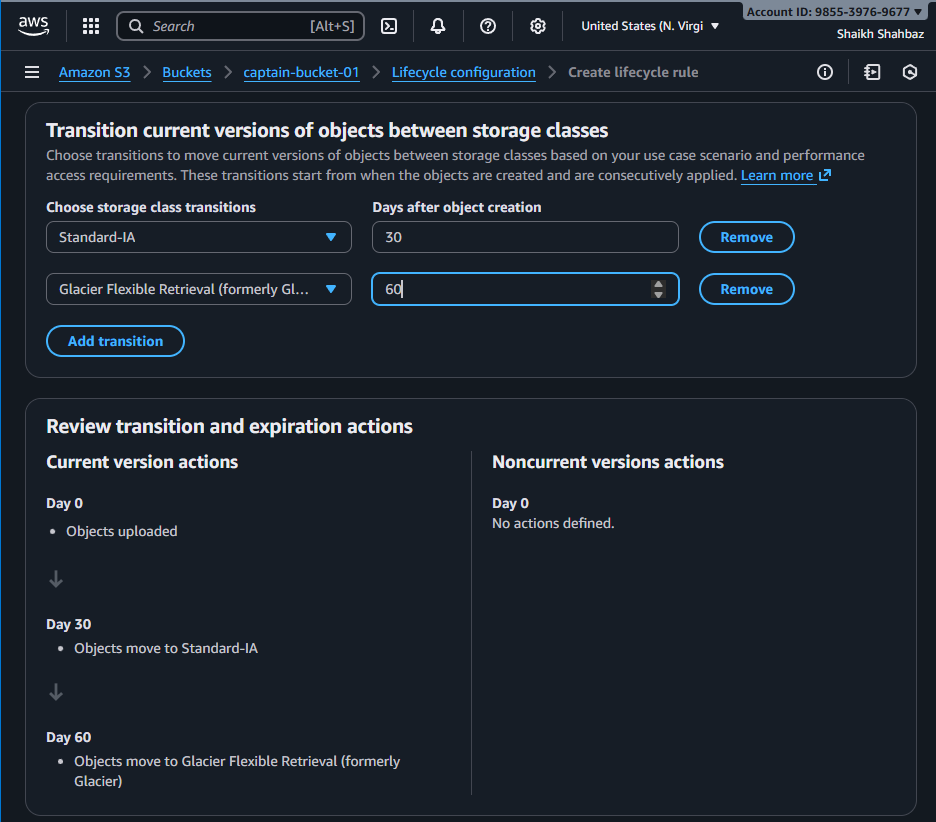 aws
Search
[Alt+S]
United States (N. Virgi
Account ID: 9855-3976-9677
Shaikh Shahbaz
Amazon S3
Buckets
captain-bucket-01
Lifecycle configuration
Create lifecycle rule
Transition current versions of objects between storage classes
Choose transitions to move current versions of objects between storage classes based on your use case scenario and performance
access requirements. These transitions start from when the objects are created and are consecutively applied. Learn more
Choose storage class transitions
Days after object creation
Standard-IA
30
Remove
Glacier Flexible Retrieval (formerly Gl...
60
Remove
Add transition
Review transition and expiration actions
Current version actions
Day 0
• Objects uploaded
Day 30
• Objects move to Standard-IA
Day 60
• Objects move to Glacier Flexible Retrieval (formerly
Glacier)
Noncurrent versions actions
Day 0
No actions defined.